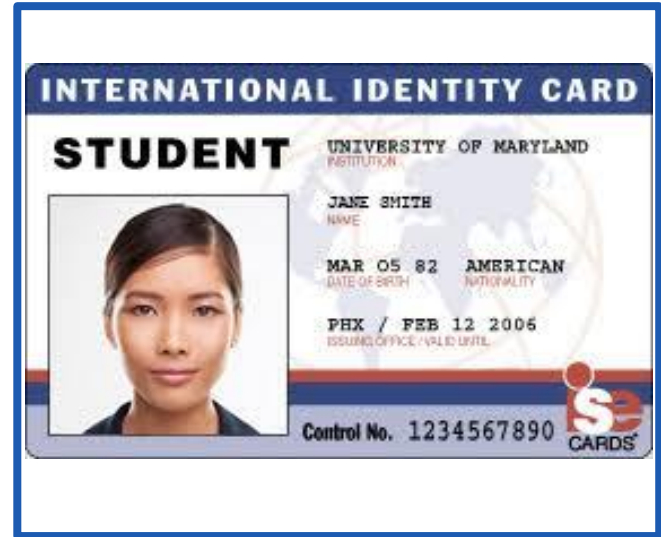 INTERNATIONAL IDENTITY CARD
STUDENT
UNIVERSITY OF MARYLAND
INSTITUTION
JANE SMITH
NAME
MAR 05 82 AMERICAN
DATE OF BIRTH NATIONALITY
PHX / FEB 12 2006
ISSUING OFFICE / VALID UNTIL
Control No. 1234567890
ise
CARDS